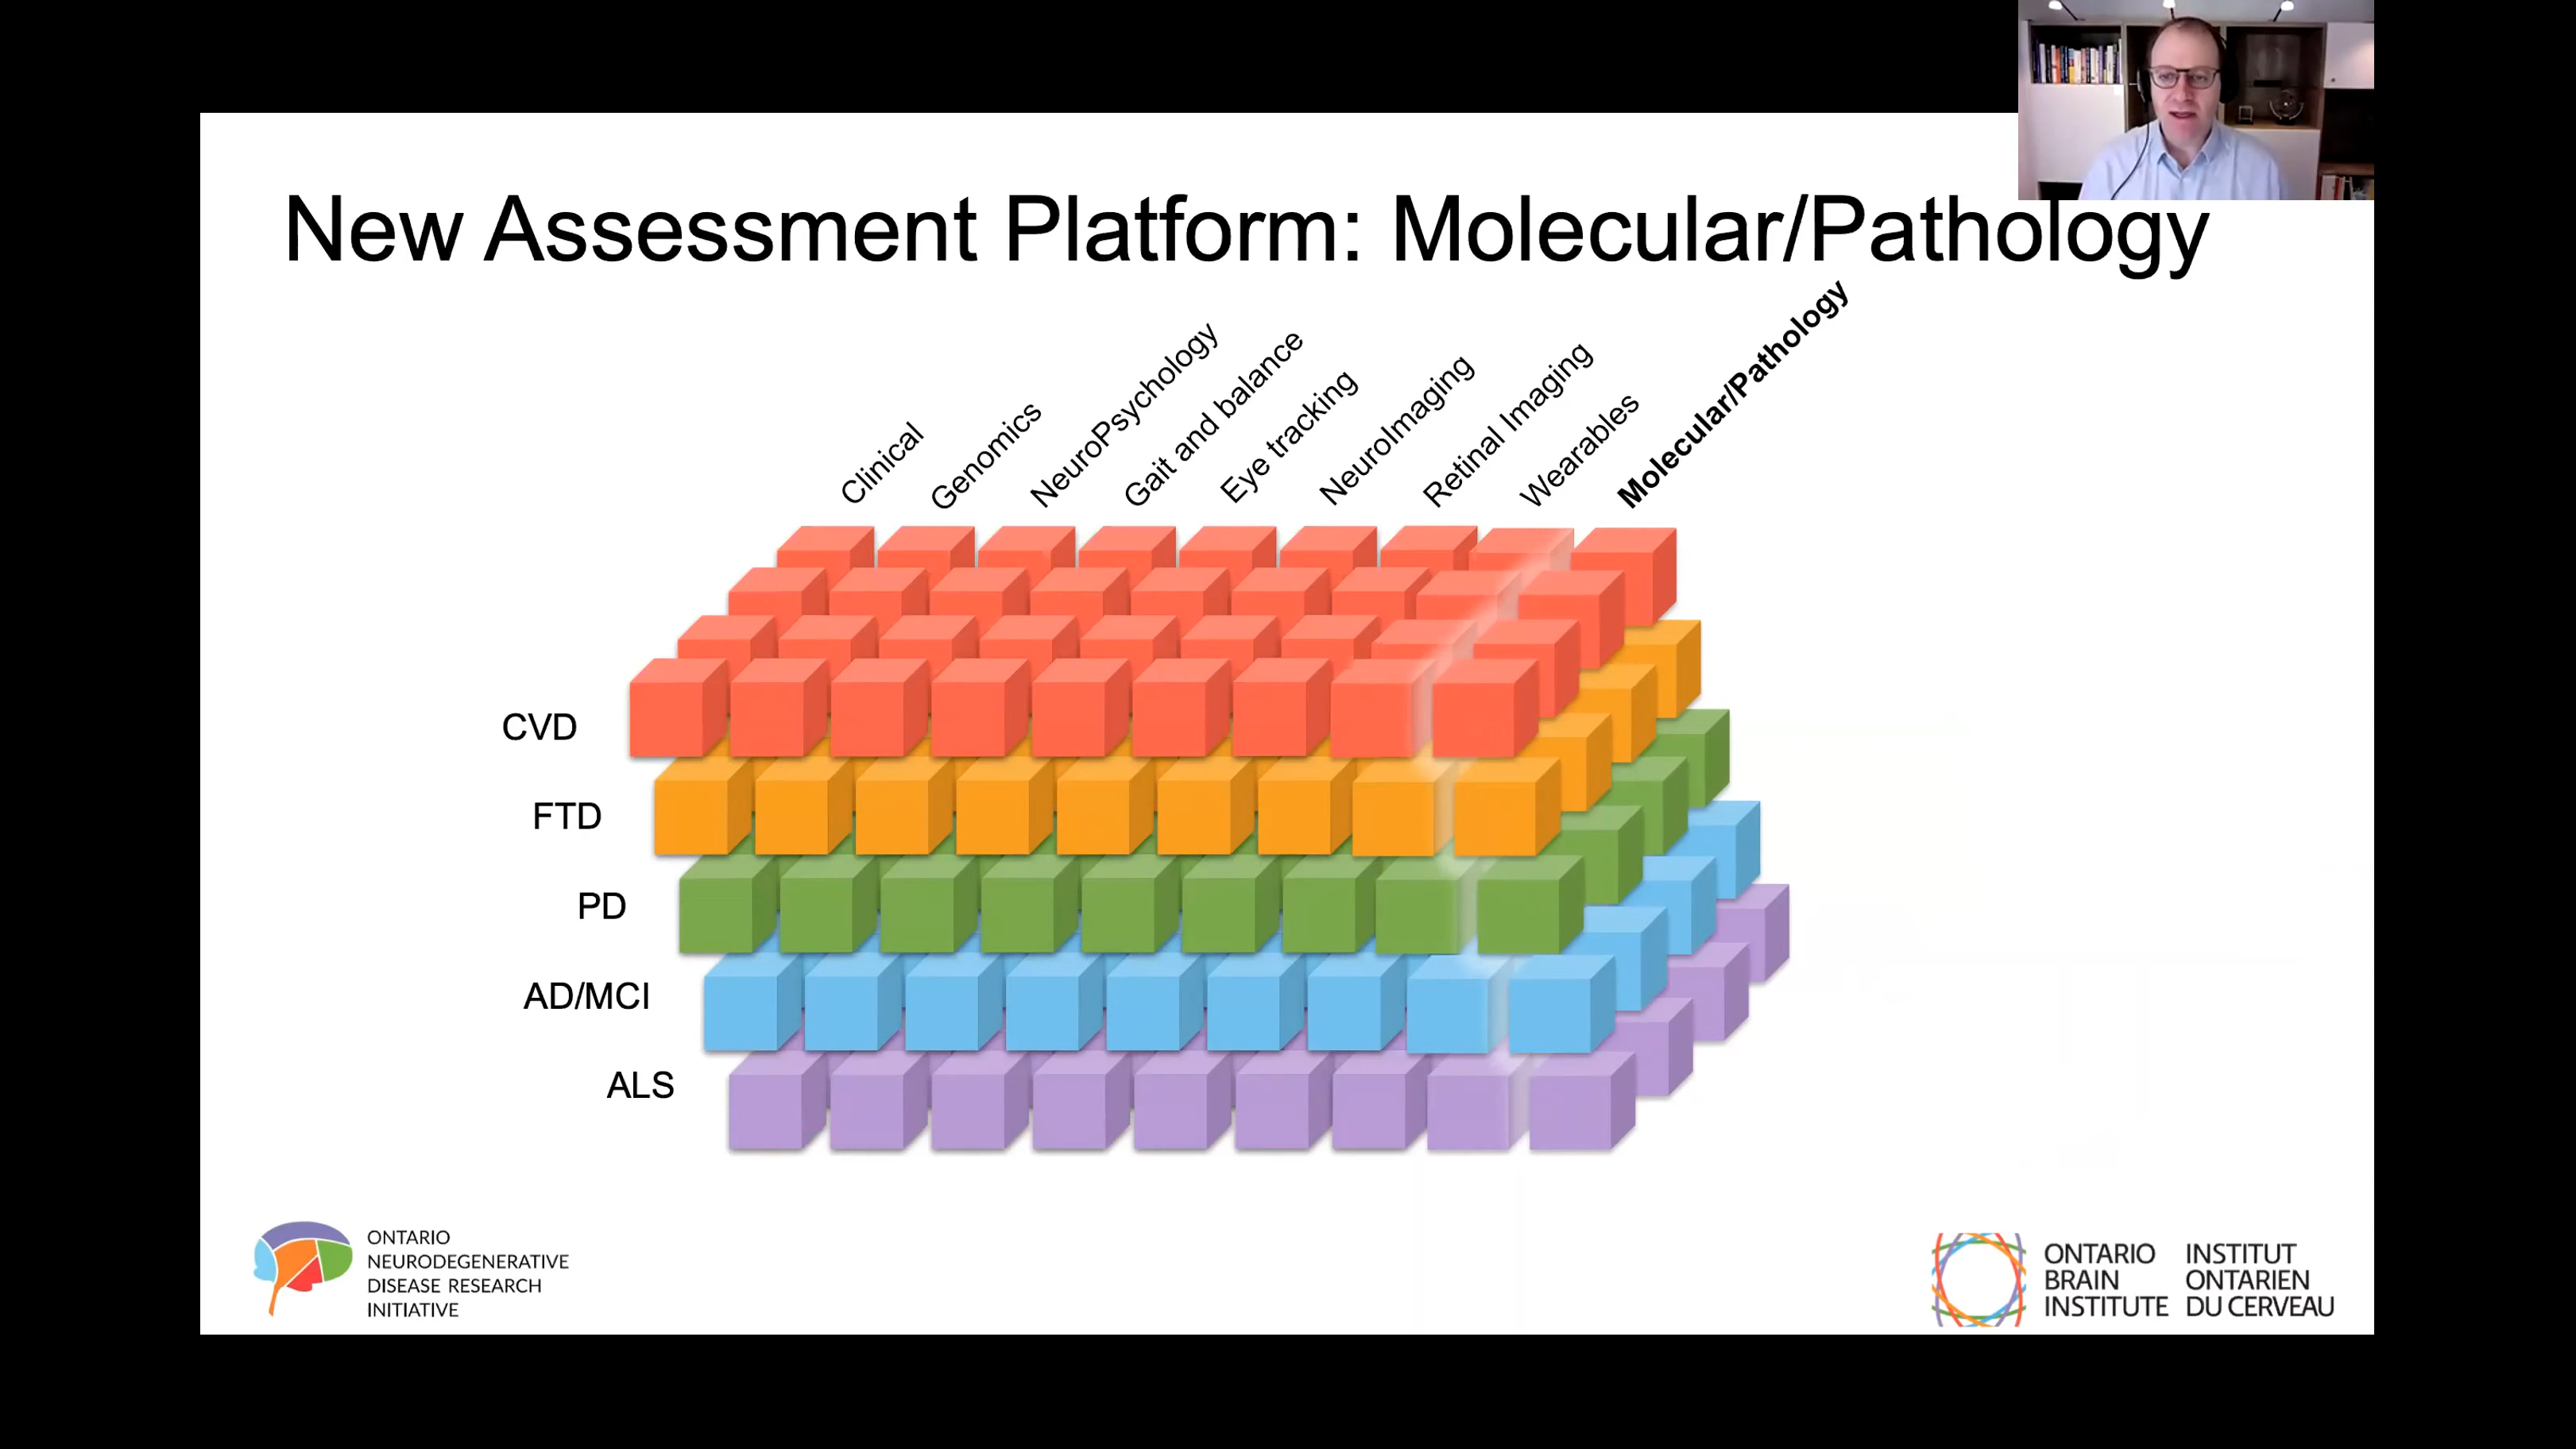 New Assessment Platform: Molecular/Pathology
Clinical
Genomics
NeuroPsychology
Gait and balance
Eye tracking
NeuroImaging
Retinal Imaging
Wearables
Molecular/Pathology
CVD
FTD
PD
AD/MCI
ALS
ONTARIO
NEURODEGENERATIVE
DISEASE RESEARCH
INITIATIVE
ONTARIO
BRAIN
INSTITUTE
INSTITUT
ONTARIEN
DU CERVEAU